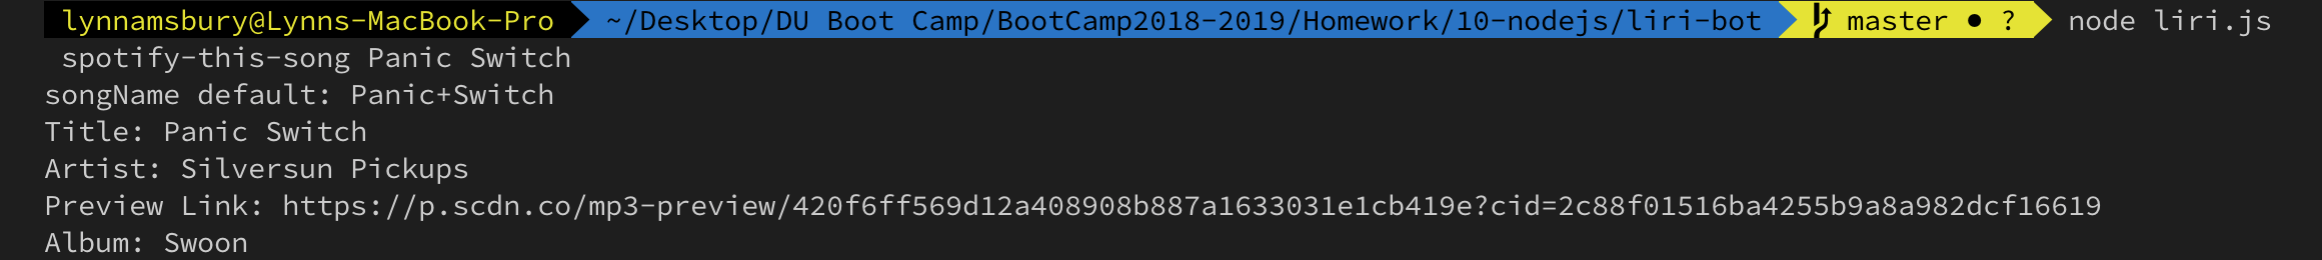 lynnamsbury@Lynns-MacBook-Pro ~/Desktop/DU Boot Camp/BootCamp2018-2019/Homework/10-nodejs/liri-bot master ● ? node liri.js
spotify-this-song Panic Switch
songName default: Panic+Switch
Title: Panic Switch
Artist: Silversun Pickups
Preview Link: https://p.scdn.co/mp3-preview/420f6ff569d12a408908b887a1633031e1cb419e?cid=2c88f01516ba4255b9a8a982dcf16619
Album: Swoon